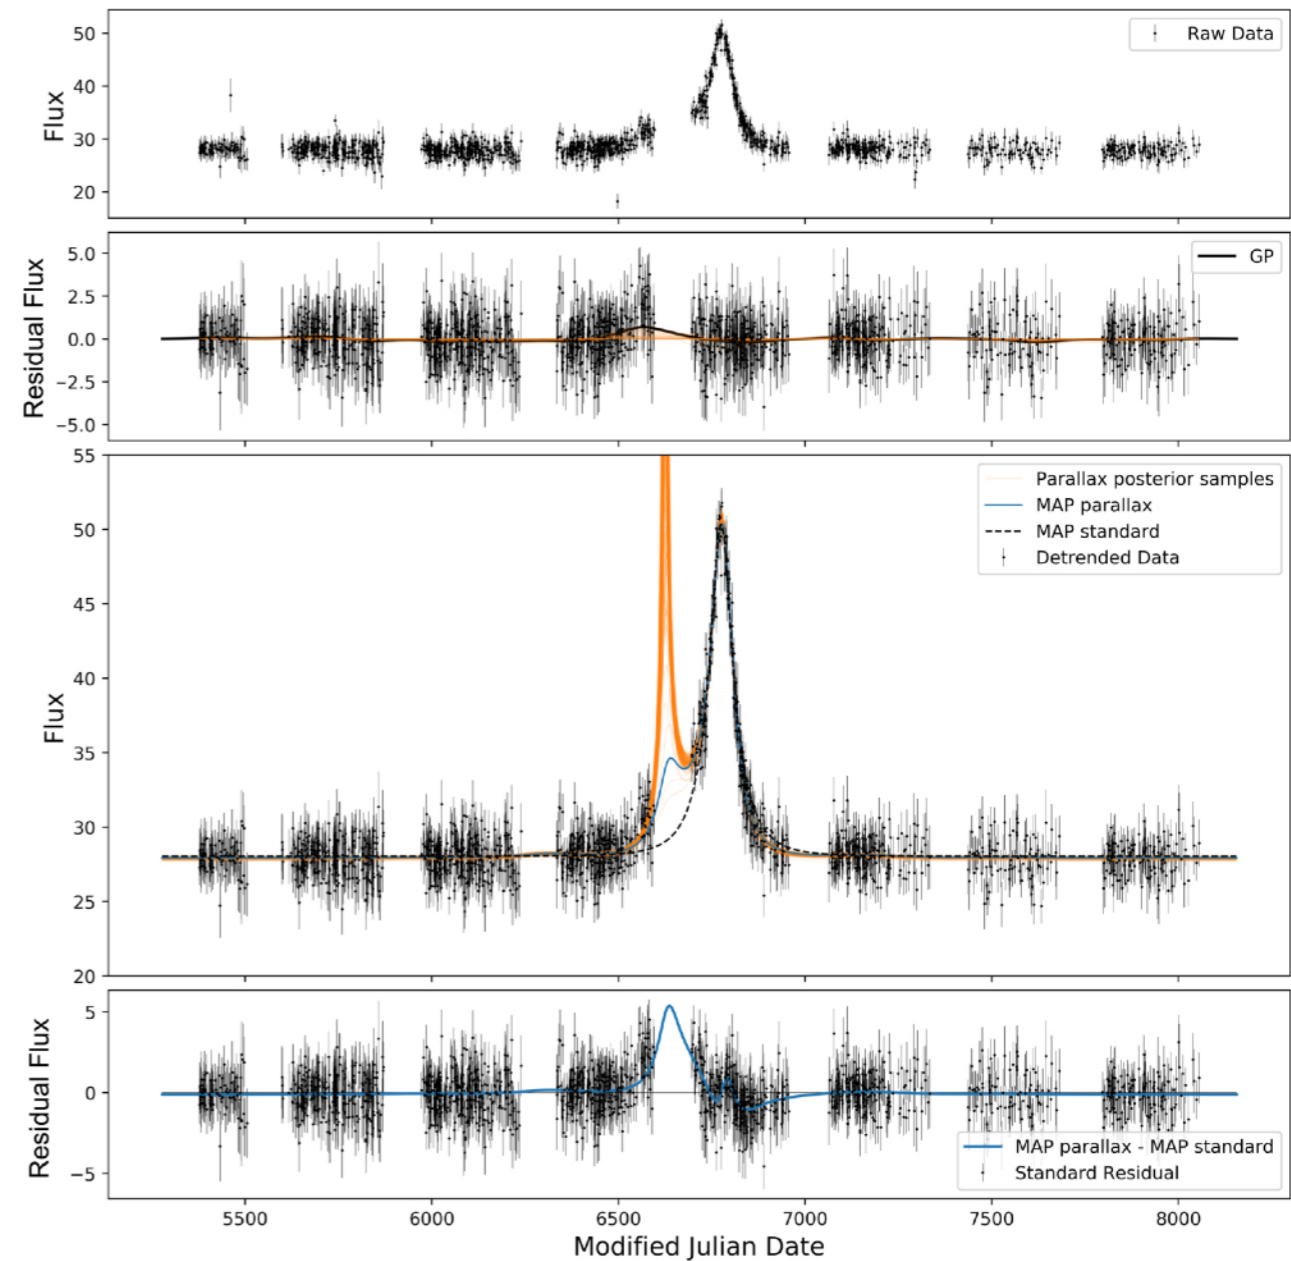 Flux
50
40
30
20
Raw Data
Residual Flux
5.0
2.5
0.0
−2.5
−5.0
GP
Flux
55
50
45
40
35
30
25
20
Parallax posterior samples
MAP parallax
MAP standard
Detrended Data
Residual Flux
5
0
−5
MAP parallax - MAP standard
Standard Residual
5500 6000 6500 7000 7500 8000
Modified Julian Date